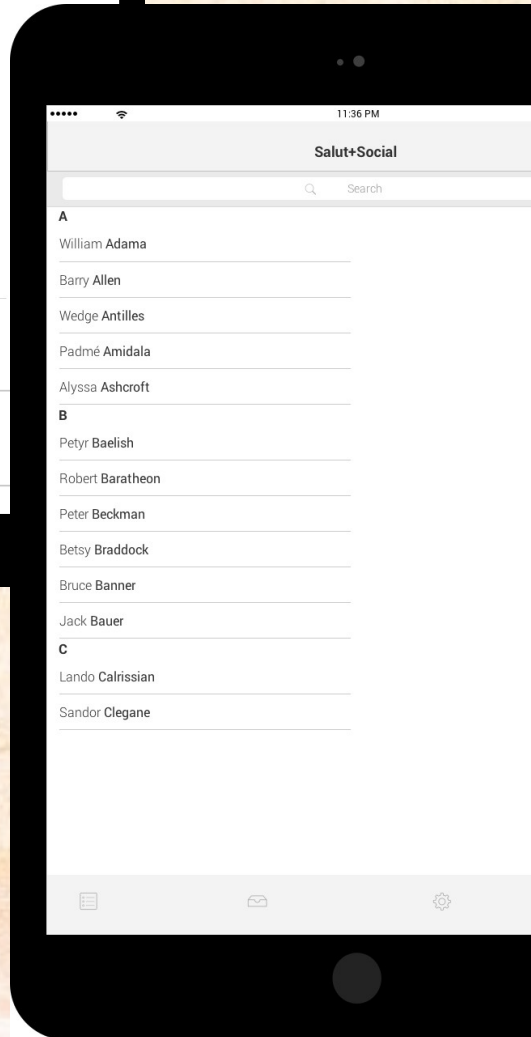 11:36 PM
Salut+Social
Search
A
William Adama
Barry Allen
Wedge Antilles
Padmé Amidala
Alyssa Ashcroft
B
Petyr Baelish
Robert Baratheon
Peter Beckman
Betsy Braddock
Bruce Banner
Jack Bauer
C
Lando Calrissian
Sandor Clegane